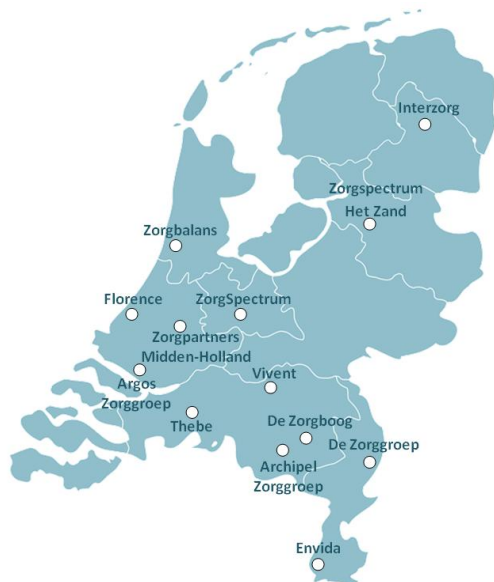 Interzorg
Zorgspectrum
Het Zand
Zorgbalans
Florence
ZorgSpectrum
Zorgpartners
Midden-Holland
Argos
Zorggroep
Vivent
Thebe
De Zorgboog
De Zorggroep
Archipel
Zorggroep
Envida